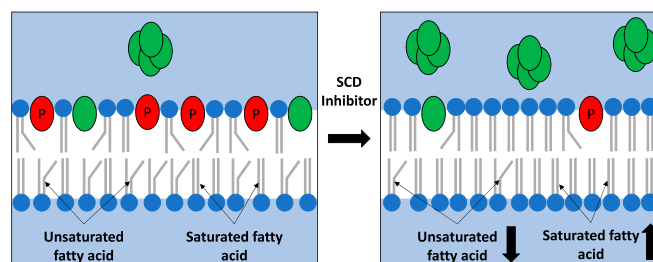 P
P
P
P
Unsaturated
fatty acid
Saturated fatty
acid
SCD
Inhibitor
P
Unsaturated
fatty acid
Saturated fatty
acid